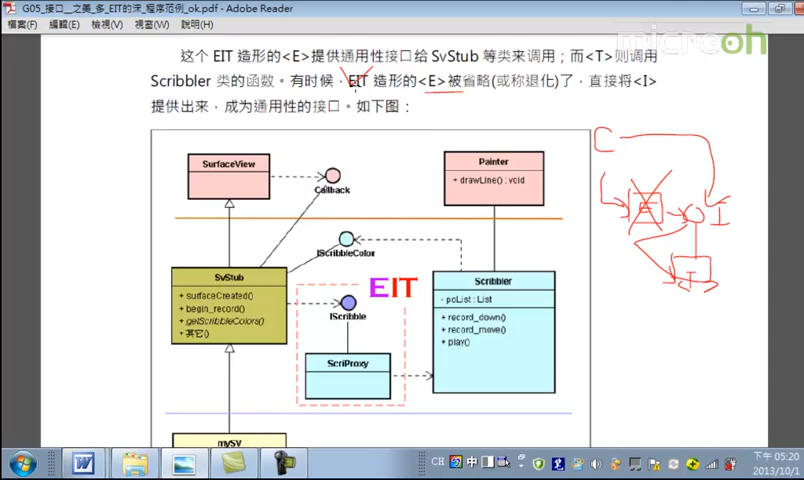 G05_接口__之美_多_EIT的深_程序范例_ok.pdf - Adobe Reader
檔案(F) 編輯(E) 檢視(V) 視窗(W) 說明(H)
microoh
这个 EIT 造形的<E>提供通用性接口给 SvStub 等类来调用；而<T>则调用
Scribbler 类的函数。有时候，EIT 造形的<E>被省略(或称退化)了，直接将<I>
提供出来，成为通用性的接口。如下图：
C
E
I
T
SurfaceView
Callback
Painter
+ drawLine() : void
IScribbleColor
SvStub
+ surfaceCreated()
+ begin_record()
+ getScribbleColors()
+ 其它()
EIT
IScribble
ScriProxy
Scribbler
- pcList : List
+ record_down()
+ record_move()
+ play()
mySV
CH 中
下午 05:20
2013/10/1